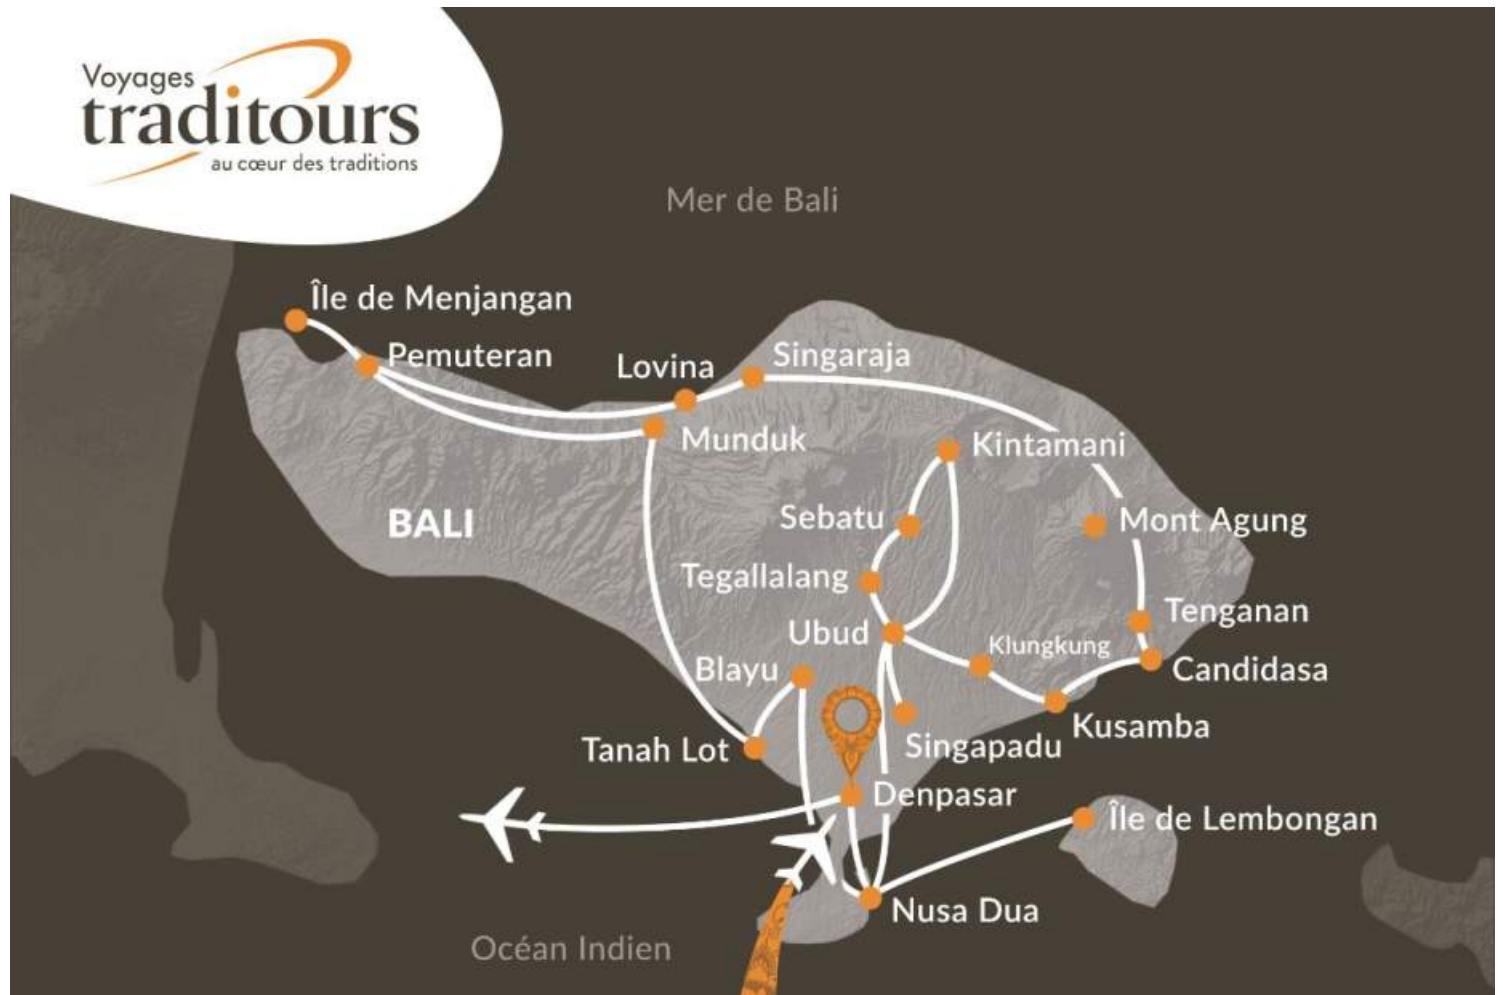 Voyages
traditours
au cœur des traditions
Mer de Bali
Île de Menjangan
Pemuteran
Lovina
Singaraja
Munduk
Kintamani
BALI
Sebatu
Mont Agung
Tegallalang
Tenganan
Ubud
Klungkung
Blayu
Candidasa
Kusamba
Tanah Lot
Singapadu
Denpasar
Île de Lembongan
Nusa Dua
Océan Indien